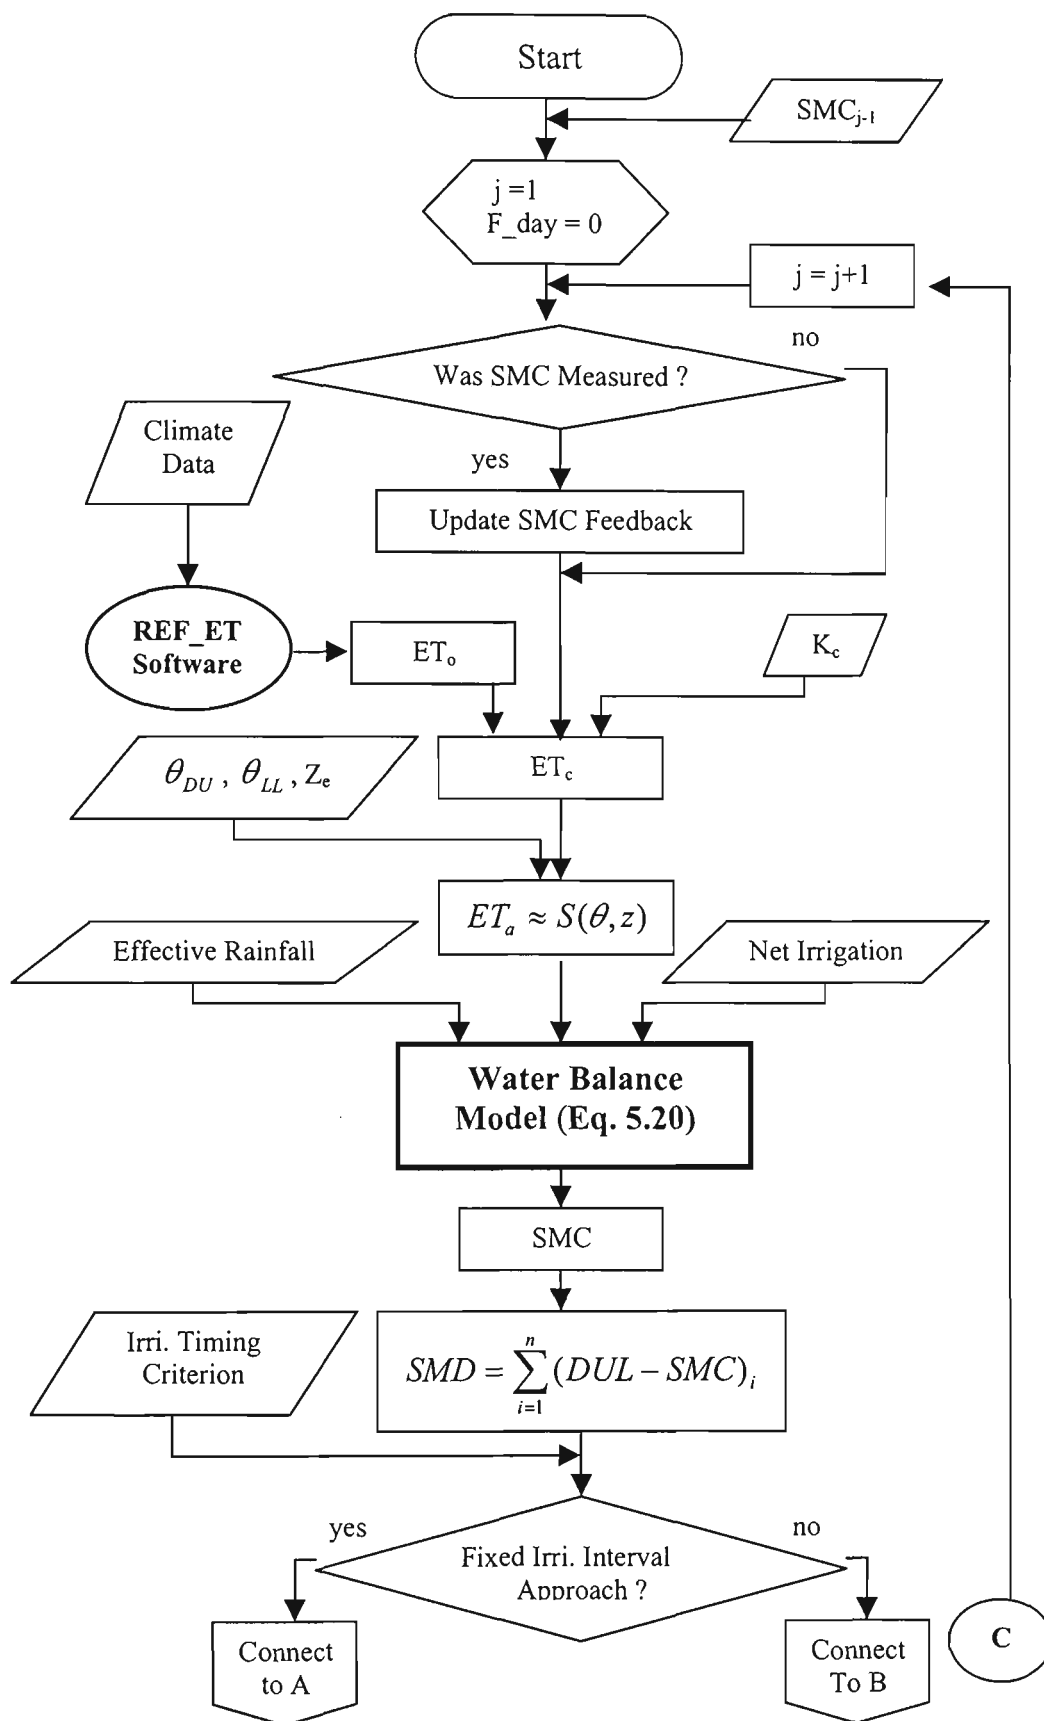 Start
SMCj-1
j =1
F_day = 0
j = j+1
no
Was SMC Measured ?
Climate
Data
yes
Update SMC Feedback
REF_ET
Software
ETo
Kc
θDU , θLL , Ze
ETc
ETa ≈ S(θ, z)
Effective Rainfall
Net Irrigation
Water Balance
Model (Eq. 5.20)
SMC
Irri. Timing
Criterion
SMD = ∑ i=1 n (DUL – SMC)i
yes
no
Fixed Irri. Interval
Approach ?
Connect
to A
Connect
To B
C